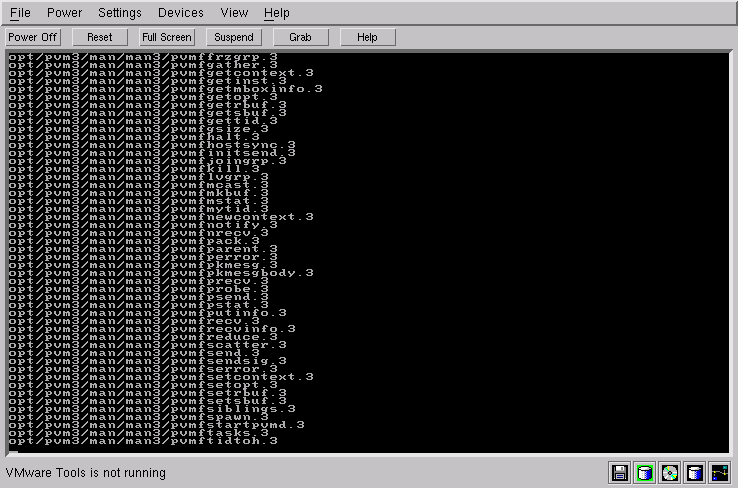 File Power Settings Devices View Help
Power Off Reset Full Screen Suspend Grab Help
opt/pvm3/man/man3/pvmffrzgrp.3
opt/pvm3/man/man3/pvmfgather.3
opt/pvm3/man/man3/pvmfgetcontext.3
opt/pvm3/man/man3/pvmfgetinst.3
opt/pvm3/man/man3/pvmfgetmboxinfo.3
opt/pvm3/man/man3/pvmfgetopt.3
opt/pvm3/man/man3/pvmfgetrbuf.3
opt/pvm3/man/man3/pvmfgetsbuf.3
opt/pvm3/man/man3/pvmfgettid.3
opt/pvm3/man/man3/pvmfgsize.3
opt/pvm3/man/man3/pvmfhalt.3
opt/pvm3/man/man3/pvmfhostsync.3
opt/pvm3/man/man3/pvmfinitsend.3
opt/pvm3/man/man3/pvmfjoingrp.3
opt/pvm3/man/man3/pvmfkill.3
opt/pvm3/man/man3/pvmflvgrp.3
opt/pvm3/man/man3/pvmfmcast.3
opt/pvm3/man/man3/pvmfmkbuf.3
opt/pvm3/man/man3/pvmfmstat.3
opt/pvm3/man/man3/pvmfmytid.3
opt/pvm3/man/man3/pvmfnewcontext.3
opt/pvm3/man/man3/pvmfnotify.3
opt/pvm3/man/man3/pvmfnrecv.3
opt/pvm3/man/man3/pvmfpack.3
opt/pvm3/man/man3/pvmfparent.3
opt/pvm3/man/man3/pvmfperror.3
opt/pvm3/man/man3/pvmfpkmesg.3
opt/pvm3/man/man3/pvmfpkmesgbody.3
opt/pvm3/man/man3/pvmfprecv.3
opt/pvm3/man/man3/pvmfprobe.3
opt/pvm3/man/man3/pvmfpsend.3
opt/pvm3/man/man3/pvmfpstat.3
opt/pvm3/man/man3/pvmfputinfo.3
opt/pvm3/man/man3/pvmfrecv.3
opt/pvm3/man/man3/pvmfrecvinfo.3
opt/pvm3/man/man3/pvmfreduce.3
opt/pvm3/man/man3/pvmfscatter.3
opt/pvm3/man/man3/pvmfsend.3
opt/pvm3/man/man3/pvmfsendsig.3
opt/pvm3/man/man3/pvmfserror.3
opt/pvm3/man/man3/pvmfsetcontext.3
opt/pvm3/man/man3/pvmfsetopt.3
opt/pvm3/man/man3/pvmfsetrbuf.3
opt/pvm3/man/man3/pvmfsetsbuf.3
opt/pvm3/man/man3/pvmfsiblings.3
opt/pvm3/man/man3/pvmfspawn.3
opt/pvm3/man/man3/pvmfstartpvmd.3
opt/pvm3/man/man3/pvmftasks.3
opt/pvm3/man/man3/pvmftidtoh.3
VMware Tools is not running